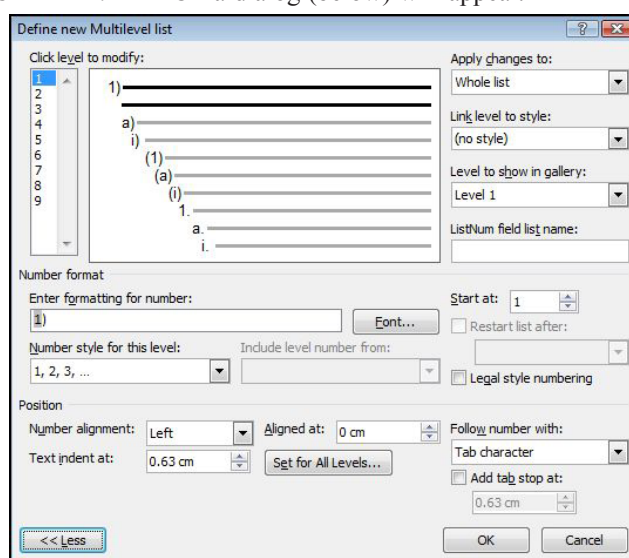 dialog (below) will appear.
Define new Multilevel list
Click level to modify:
1
2
3
4
5
6
7
8
9
1)
a)
i)
(1)
(a)
(i)
1.
a.
i.
Apply changes to:
Whole list
Link level to style:
(no style)
Level to show in gallery:
Level 1
ListNum field list name:
Number format
Enter formatting for number:
1)
Font...
Start at: 1
Restart list after:
Number style for this level:
Include level number from:
1, 2, 3, ...
Legal style numbering
Position
Number alignment: Left
Aligned at: 0 cm
Follow number with:
Tab character
Text indent at: 0.63 cm
Set for All Levels...
Add tab stop at:
0.63 cm
<< Less
OK
Cancel